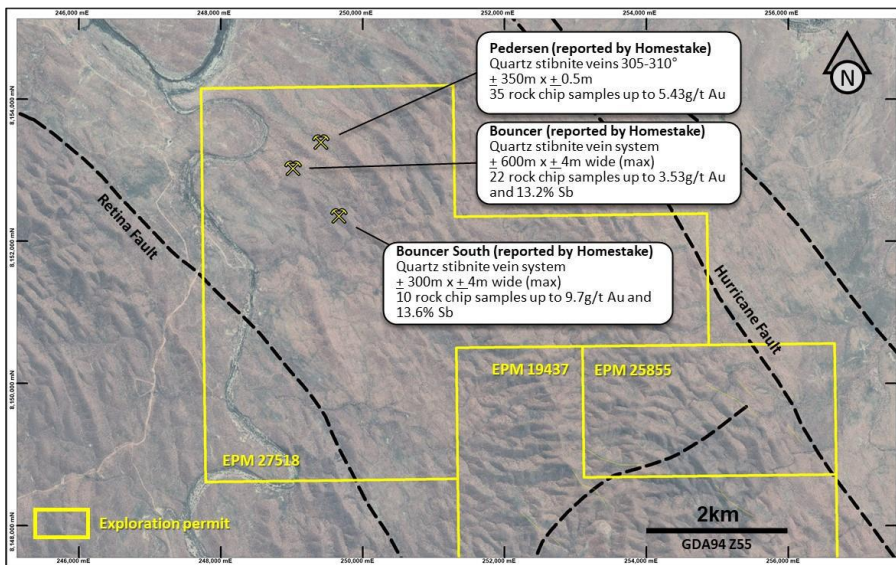 246,000 mE
248,000 mE
250,000 mE
252,000 mE
254,000 mE
256,000 mE
Pedersen (reported by Homestake)
Quartz stibnite veins 305-310°
± 350m x ± 0.5m
35 rock chip samples up to 5.43g/t Au
N
8,154,000 mN
Bouncer (reported by Homestake)
Quartz stibnite vein system
± 600m x ± 4m wide (max)
22 rock chip samples up to 3.53g/t Au
and 13.2% Sb
Retina Fault
8,152,000 mN
Bouncer South (reported by Homestake)
Quartz stibnite vein system
± 300m x ± 4m wide (max)
10 rock chip samples up to 9.7g/t Au and
13.6% Sb
Hurricane Fault
EPM 19437
EPM 25855
8,150,000 mN
EPM 27518
Exploration permit
2km
GDA94 Z55
8,148,000 mN
246,000 mE
248,000 mE
250,000 mE
252,000 mE
254,000 mE
256,000 mE